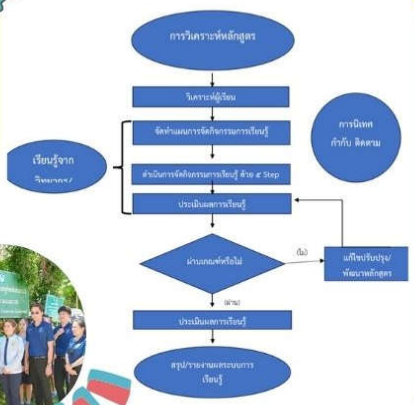 การวิเคราะห์หลักสูตร
วิเคราะห์ผู้เรียน
จัดทำแผนการจัดกิจกรรมการเรียนรู้
การนิเทศ
กำกับ ติดตาม
เรียนรู้จาก
ดำเนินการจัดกิจกรรมการเรียนรู้ ด้วย ๕ Step
ประเมินผลการเรียนรู้
ผ่านเกณฑ์หรือไม่
(ไม่)
แก้ไขปรับปรุง/
พัฒนาหลักสูตร
(ผ่าน)
ประเมินผลการเรียนรู้
สรุป/รายงานผลระบบการ
เรียนรู้